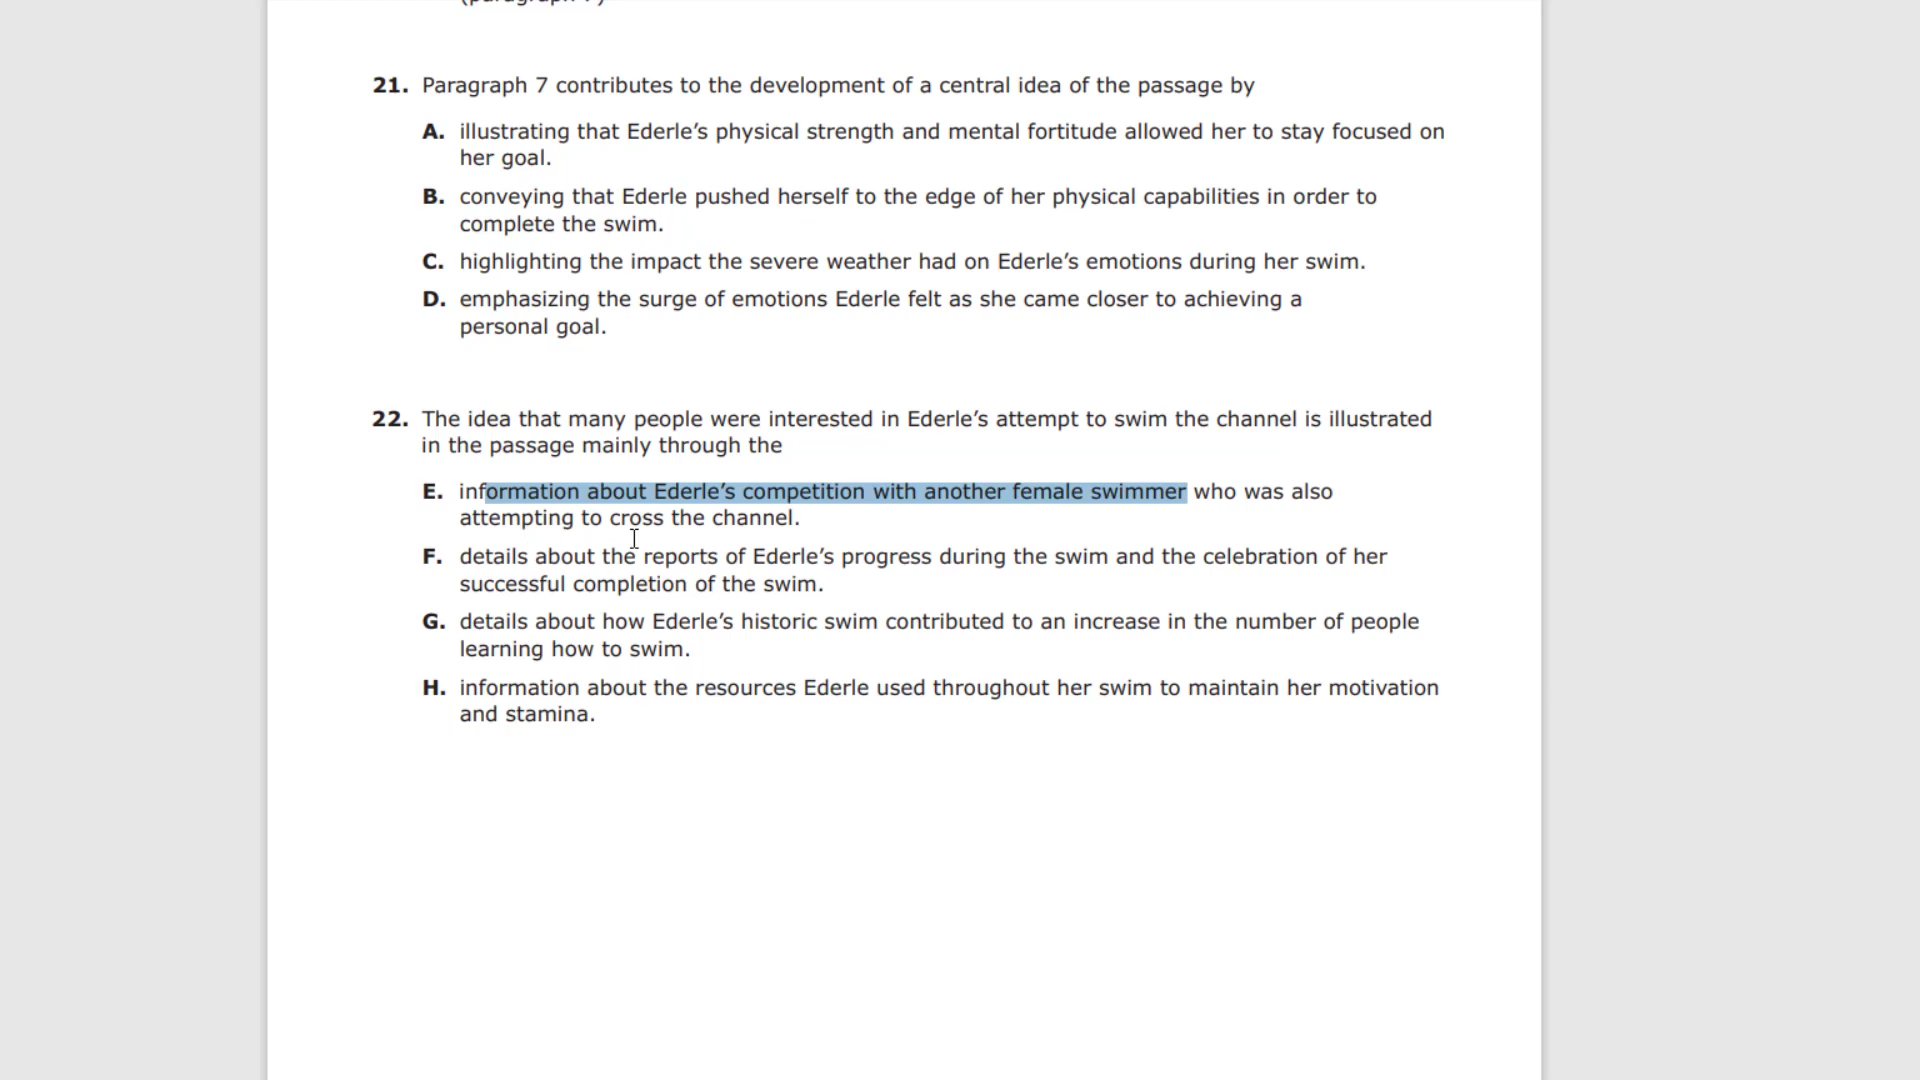 21. Paragraph 7 contributes to the development of a central idea of the passage by
A. illustrating that Ederle’s physical strength and mental fortitude allowed her to stay focused on
her goal.
B. conveying that Ederle pushed herself to the edge of her physical capabilities in order to
complete the swim.
C. highlighting the impact the severe weather had on Ederle’s emotions during her swim.
D. emphasizing the surge of emotions Ederle felt as she came closer to achieving a
personal goal.
22. The idea that many people were interested in Ederle’s attempt to swim the channel is illustrated
in the passage mainly through the
E. information about Ederle’s competition with another female swimmer who was also
attempting to cross the channel.
F. details about the reports of Ederle’s progress during the swim and the celebration of her
successful completion of the swim.
G. details about how Ederle’s historic swim contributed to an increase in the number of people
learning how to swim.
H. information about the resources Ederle used throughout her swim to maintain her motivation
and stamina.